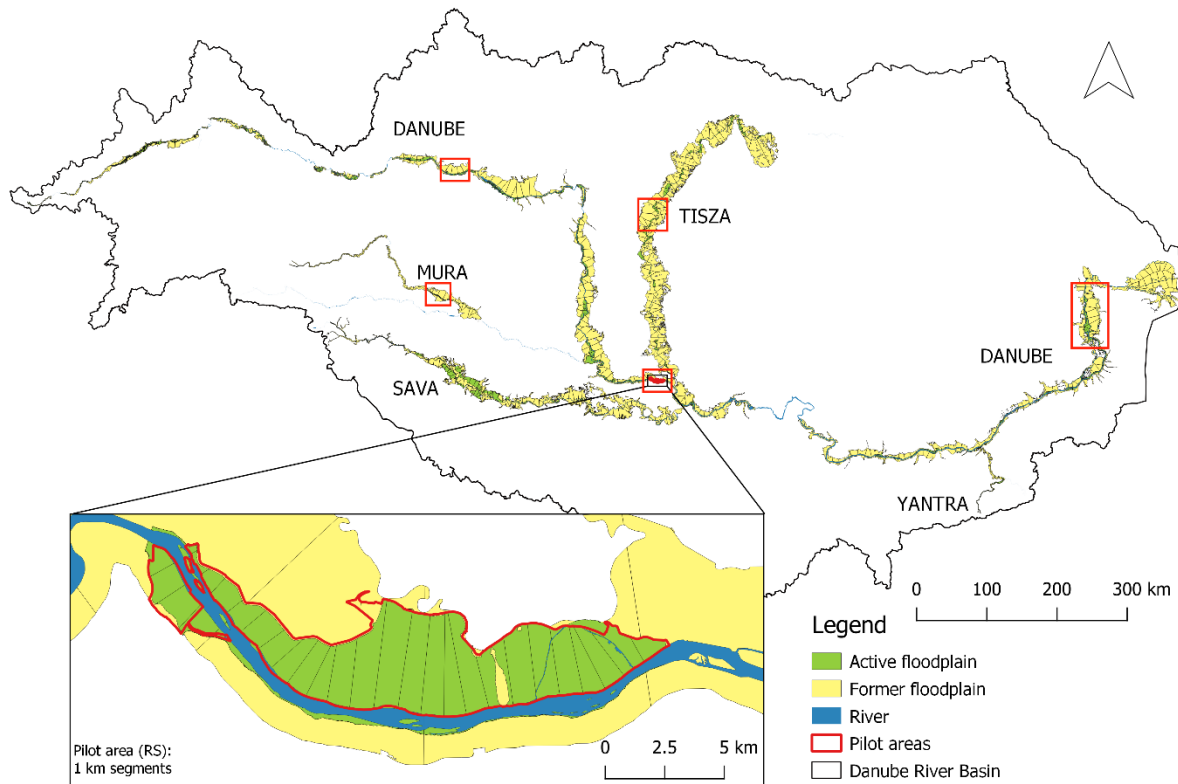 DANUBE
TISZA
MURA
DANUBE
SAVA
YANTRA
0 100 200 300 km
Legend
Active floodplain
Former floodplain
River
Pilot areas
Danube River Basin
Pilot area (RS):
1 km segments
0 2.5 5 km